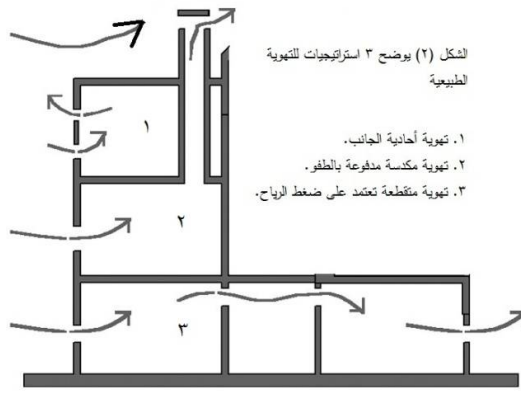 الشكل (٢) يوضح ٣ استراتيجيات للتهوية
الطبيعية
١. تهوية أحادية الجانب.
٢. تهوية مكدسة مدفوعة بالطفو.
٣. تهوية متقطعة تعتمد على ضغط الرياح.
١
٢
٣